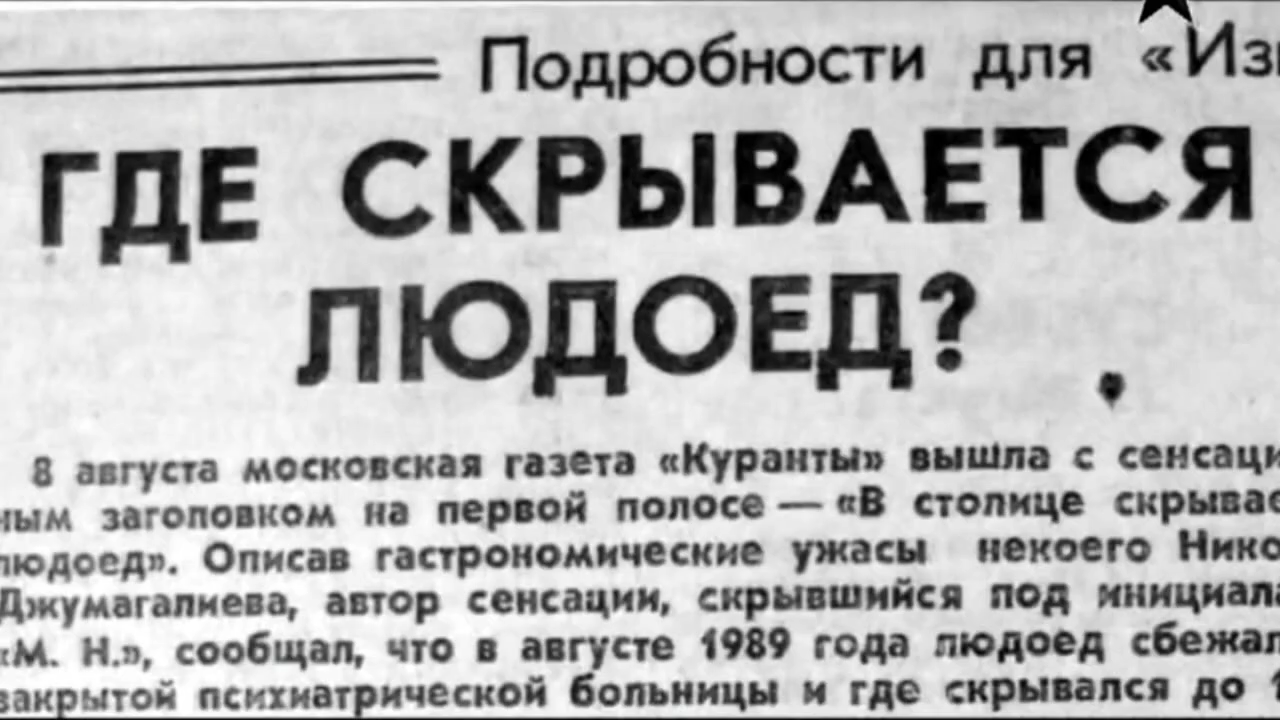 Подробности для «Изв
ГДЕ СКРЫВАЕТСЯ
ЛЮДОЕД?
8 августа московская газета «Куранты» вышла с сенсаци
ным заголовком на первой полосе — «В столице скрывае
людоед». Описав гастрономические ужасы некоего Нико
Джумагалиева, автор сенсации, скрывшийся под инициала
«М. Н.», сообщал, что в августе 1989 года людоед сбежал
закрытой психиатрической больницы и где скрывался до